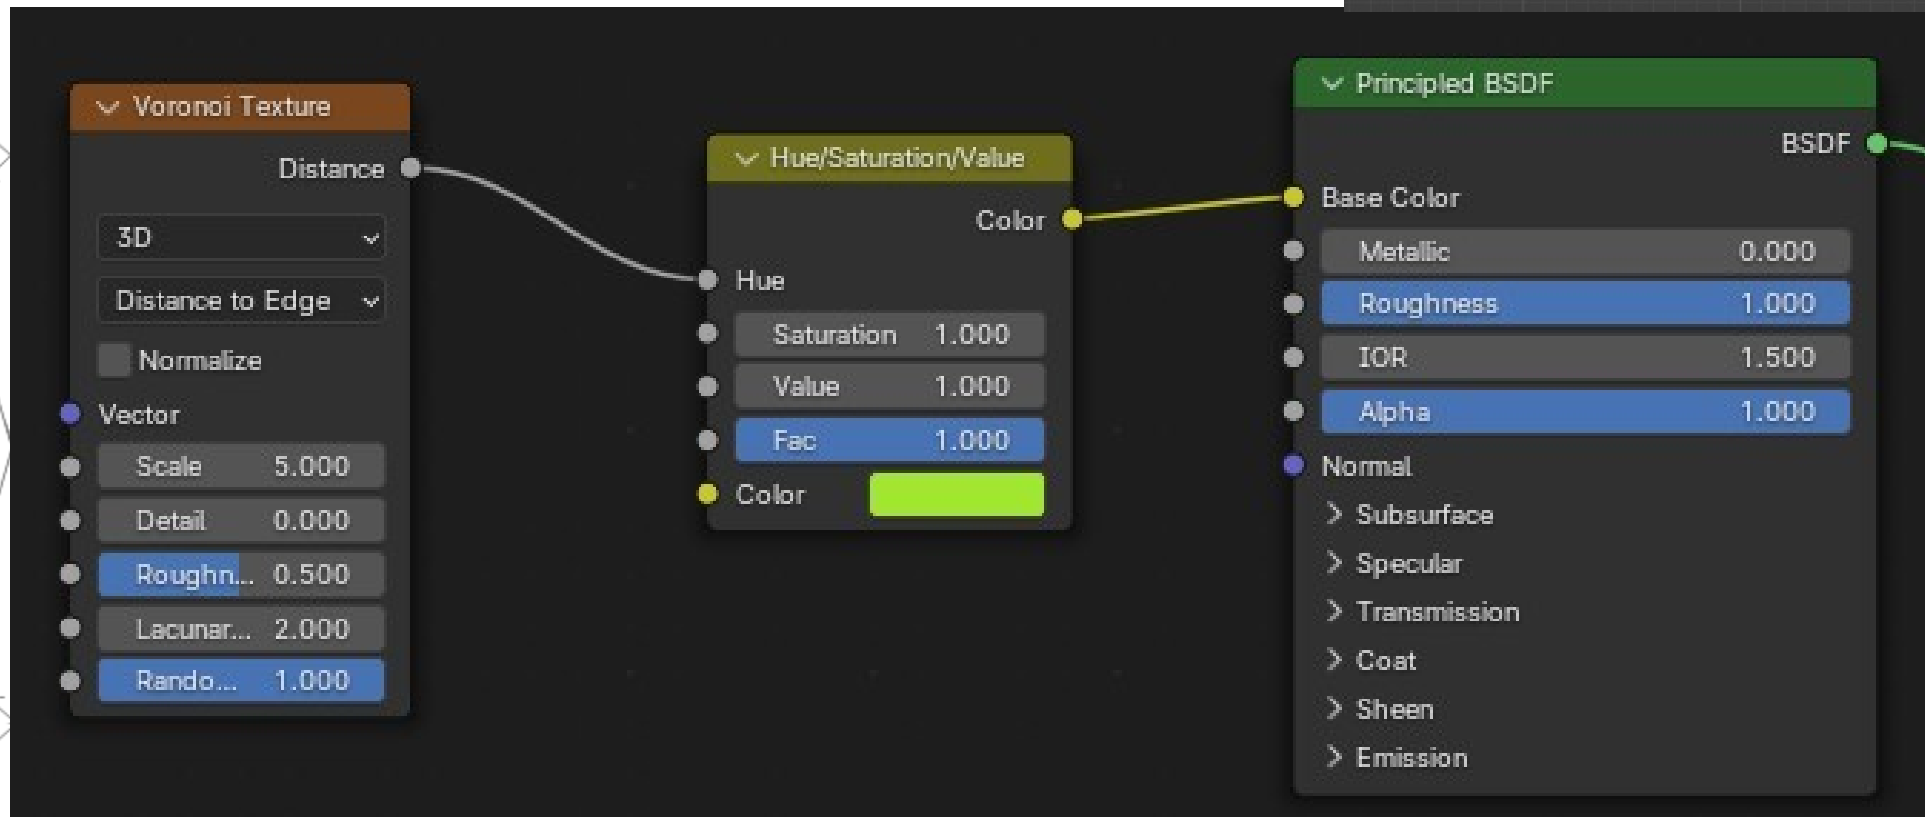 Voronoi Texture
Distance
3D
Distance to Edge
Normalize
Vector
Scale 5.000
Detail 0.000
Roughn... 0.500
Lacunar... 2.000
Rando... 1.000
Hue/Saturation/Value
Color
Hue
Saturation 1.000
Value 1.000
Fac 1.000
Color
Principled BSDF
BSDF
Base Color
Metallic 0.000
Roughness 1.000
IOR 1.500
Alpha 1.000
Normal
Subsurface
Specular
Transmission
Coat
Sheen
Emission